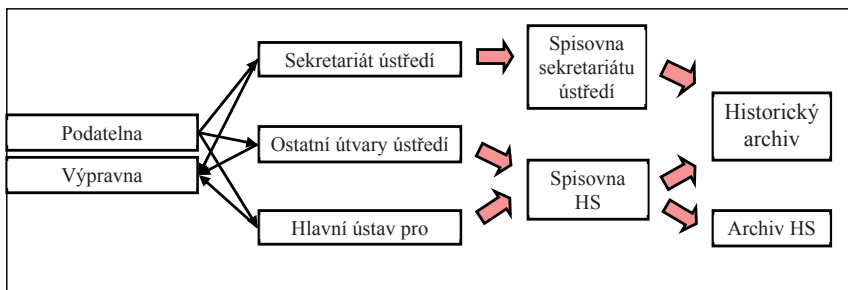 Podatelna
Výpravna
Sekretariát ústředí
Ostatní útvary ústředí
Hlavní ústav pro
Spisovna
sekretariátu
ústředí
Spisovna
HS
Historický
archiv
Archiv HS